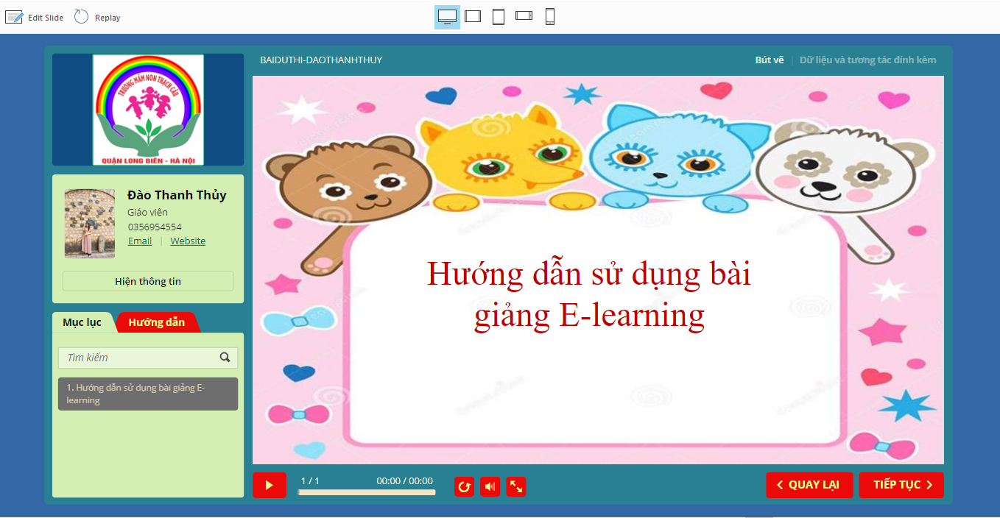 Edit Slide
Replay
TRƯỜNG MẦM NON THẠCH CẦU
QUẬN LONG BIÊN - HÀ NỘI
Đào Thanh Thủy
Giáo viên
0356954554
Email | Website
Hiện thông tin
Mục lục
Hướng dẫn
Tìm kiếm
1. Hướng dẫn sử dụng bài giảng E-
learning
BAIDUTHI-DAOTHANHTHUY
Bút vẽ | Dữ liệu và tương tác đính kèm
Hướng dẫn sử dụng bài
giảng E-learning
1 / 1
00:00 / 00:00
QUAY LẠI
TIẾP TỤC